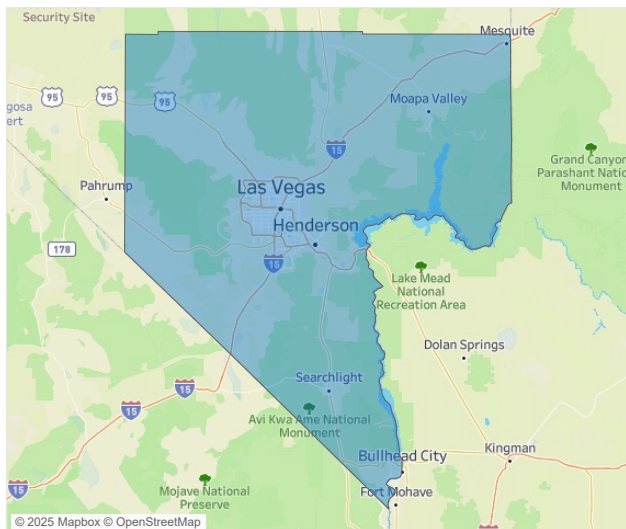 Security Site
Mesquite
95
95
gosa
ert
Moapa Valley
15
Grand Canyon
Parashant Nation
Monument
Pahrump
Las Vegas
Henderson
178
15
Lake Mead
National
Recreation Area
Dolan Springs
Searchlight
15
15
Avi Kwa Ame National
Monument
Bullhead City
Kingman
Mojave National
Preserve
Fort Mohave
15
© 2025 Mapbox © OpenStreetMap